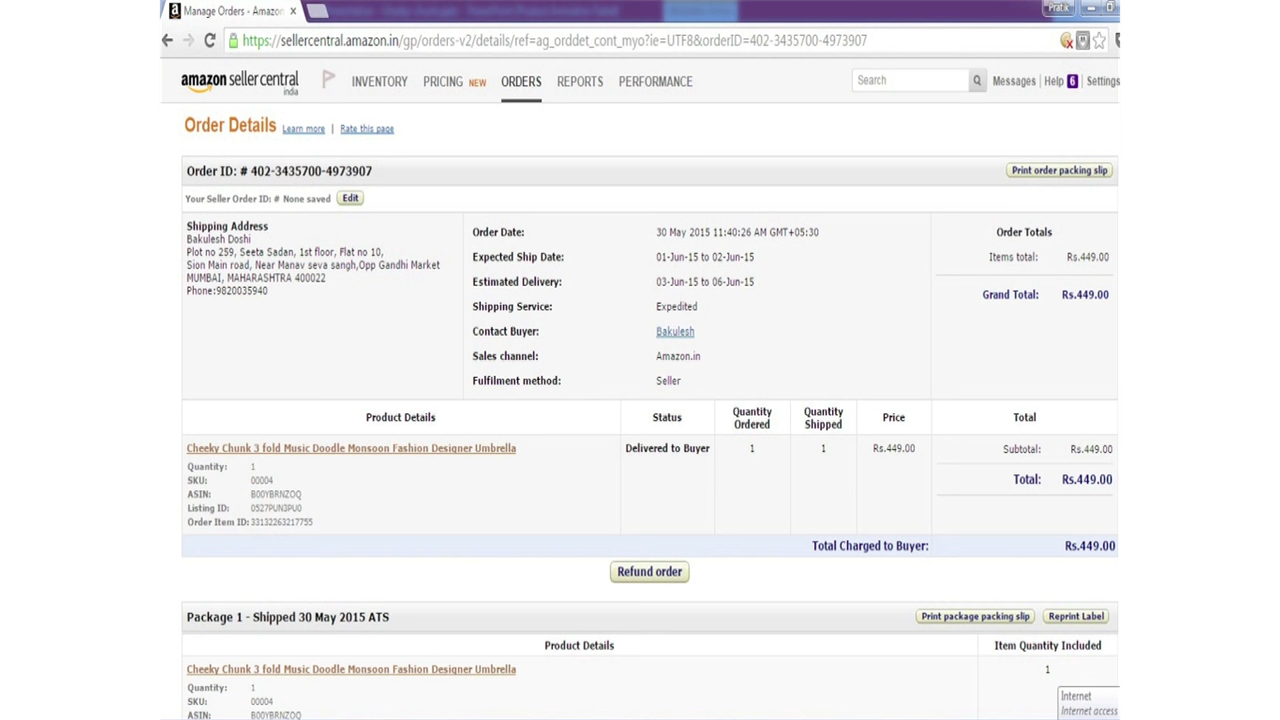 Manage Orders - Amazon
Pratik
https://sellercentral.amazon.in/gp/orders-v2/details/ref=ag_orddet_cont_myo?ie=UTF8&orderID=402-3435700-4973907
amazon seller central
india
INVENTORY PRICING NEW ORDERS REPORTS PERFORMANCE
Search
Messages | Help 6 | Settings
Order Details Learn more | Rate this page
Order ID: # 402-3435700-4973907
Print order packing slip
Your Seller Order ID: # None saved Edit
Shipping Address
Bakulesh Doshi
Plot no 259, Seeta Sadan, 1st floor, Flat no 10,
Sion Main road, Near Manav seva sangh,Opp Gandhi Market
MUMBAI, MAHARASHTRA 400022
Phone:9820035940
Order Date: 30 May 2015 11:40:26 AM GMT+05:30
Expected Ship Date: 01-Jun-15 to 02-Jun-15
Estimated Delivery: 03-Jun-15 to 06-Jun-15
Shipping Service: Expedited
Contact Buyer: Bakulesh
Sales channel: Amazon.in
Fulfilment method: Seller
Order Totals
Items total: Rs.449.00
Grand Total: Rs.449.00
Product Details Status Quantity Ordered Quantity Shipped Price Total
Cheeky Chunk 3 fold Music Doodle Monsoon Fashion Designer Umbrella
Quantity: 1
SKU: 00004
ASIN: B00YBRNZOQ
Listing ID: 0527PUN3PU0
Order Item ID: 33132263217755
Delivered to Buyer 1 1 Rs.449.00
Subtotal: Rs.449.00
Total: Rs.449.00
Total Charged to Buyer: Rs.449.00
Refund order
Package 1 - Shipped 30 May 2015 ATS
Print package packing slip Reprint Label
Product Details Item Quantity Included
Cheeky Chunk 3 fold Music Doodle Monsoon Fashion Designer Umbrella 1
Quantity: 1
SKU: 00004
ASIN: B00YBRNZOQ
Internet
Internet access